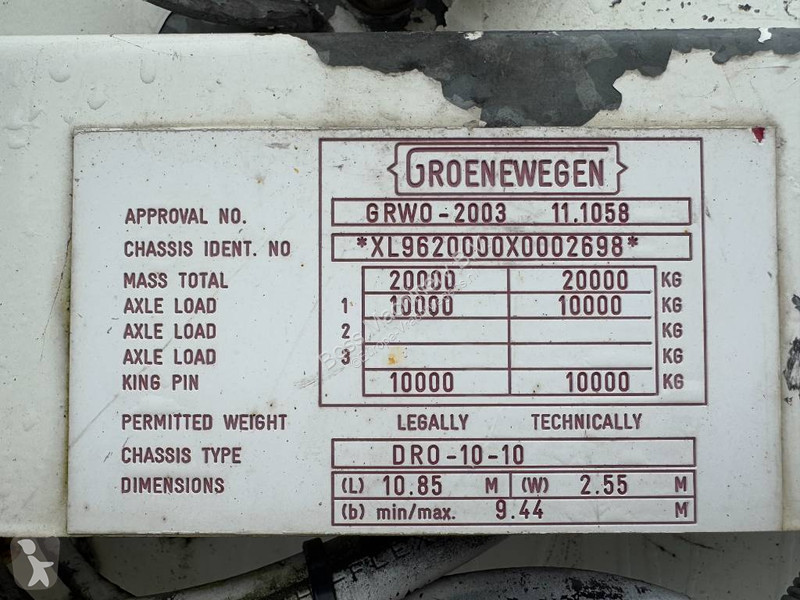 GROENEWEGEN
APPROVAL NO. GRWO-2003 11.1058
CHASSIS IDENT. NO *XL9620000X0002698*
MASS TOTAL 20000 20000 KG
AXLE LOAD 1 10000 10000 KG
AXLE LOAD 2 KG
AXLE LOAD 3 KG
KING PIN 10000 10000 KG
PERMITTED WEIGHT LEGALLY TECHNICALLY
CHASSIS TYPE DRO-10-10
DIMENSIONS (L) 10.85 M (W) 2.55 M
(b) min/max. 9.44 M